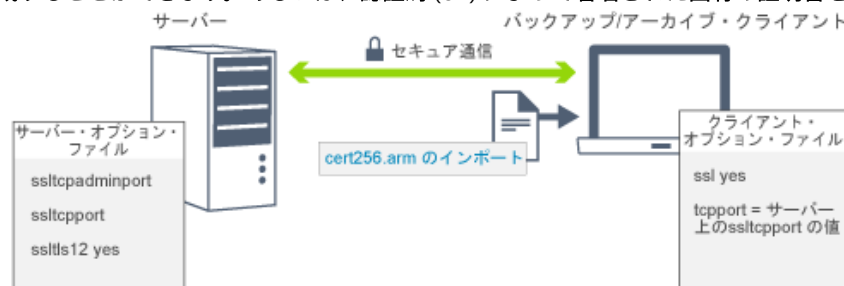 サーバー
バックアップ/アーカイブ・クライアント
セキュア通信
サーバー・オプション・
ファイル
ssltcpadminport
ssltcpport
ssltls12 yes
cert256.arm のインポート
クライアント・
オプション・ファイル
ssl yes
tcpport = サーバー
上のssltcpport の値